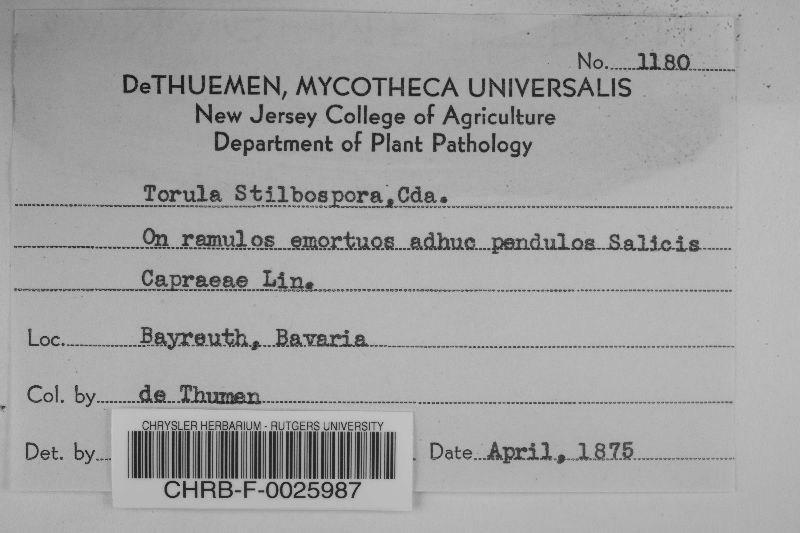 No. 1180
DeTHUEMEN, MYCOTHECA UNIVERSALIS
New Jersey College of Agriculture
Department of Plant Pathology
Torula Stilbospora,Cda.
On ramulos emortuos adhuc pendulos Salicis
Capraeae Lin.
Loc. Bayreuth, Bavaria
Col. by de Thumen
Det. by
Date April, 1875
CHRYSLER HERBARIUM - RUTGERS UNIVERSITY
CHRB-F-0025987